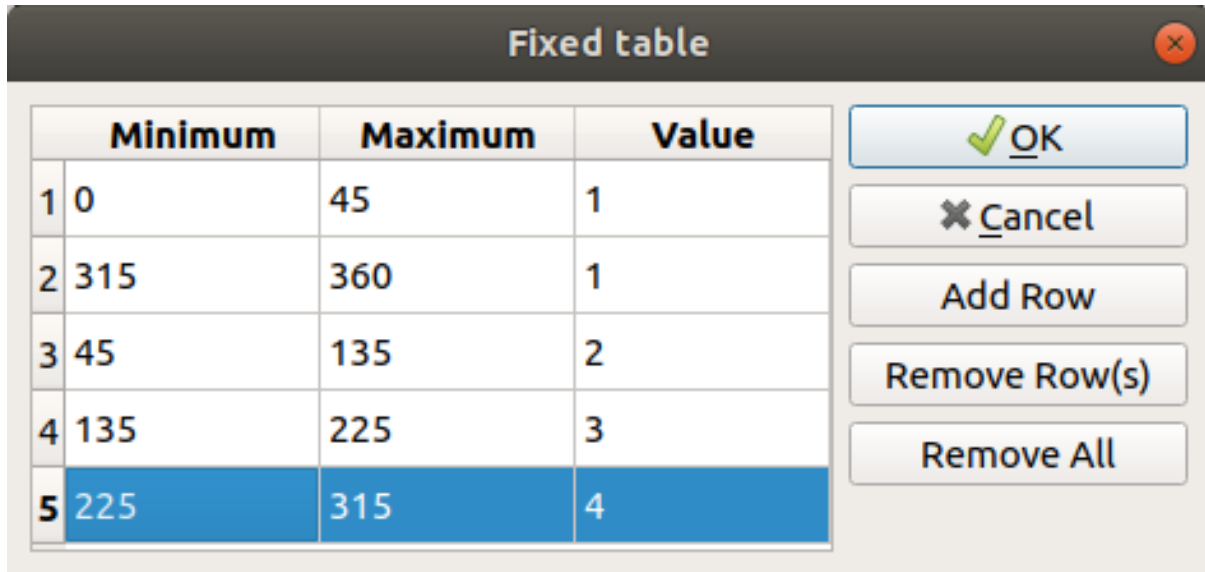 Fixed table
Minimum Maximum Value
1 0 45 1
2 315 360 1
3 45 135 2
4 135 225 3
5 225 315 4
OK
Cancel
Add Row
Remove Row(s)
Remove All